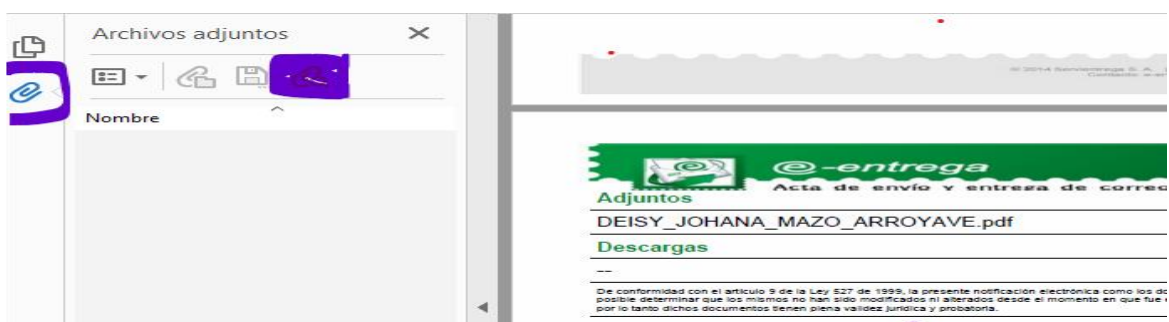 Archivos adjuntos
Nombre
© 2014 Servientrega S. A.
@-entrega
Acta de envío y entrega de correo
Adjuntos
DEISY_JOHANA_MAZO_ARROYAVE.pdf
Descargas
--
De conformidad con el artículo 9 de la Ley 527 de 1999, la presente notificación electrónica como los do
posible determinar que los mismos no han sido modificados ni alterados desde el momento en que fue
por lo tanto dichos documentos tienen plena validez jurídica y probatoria.